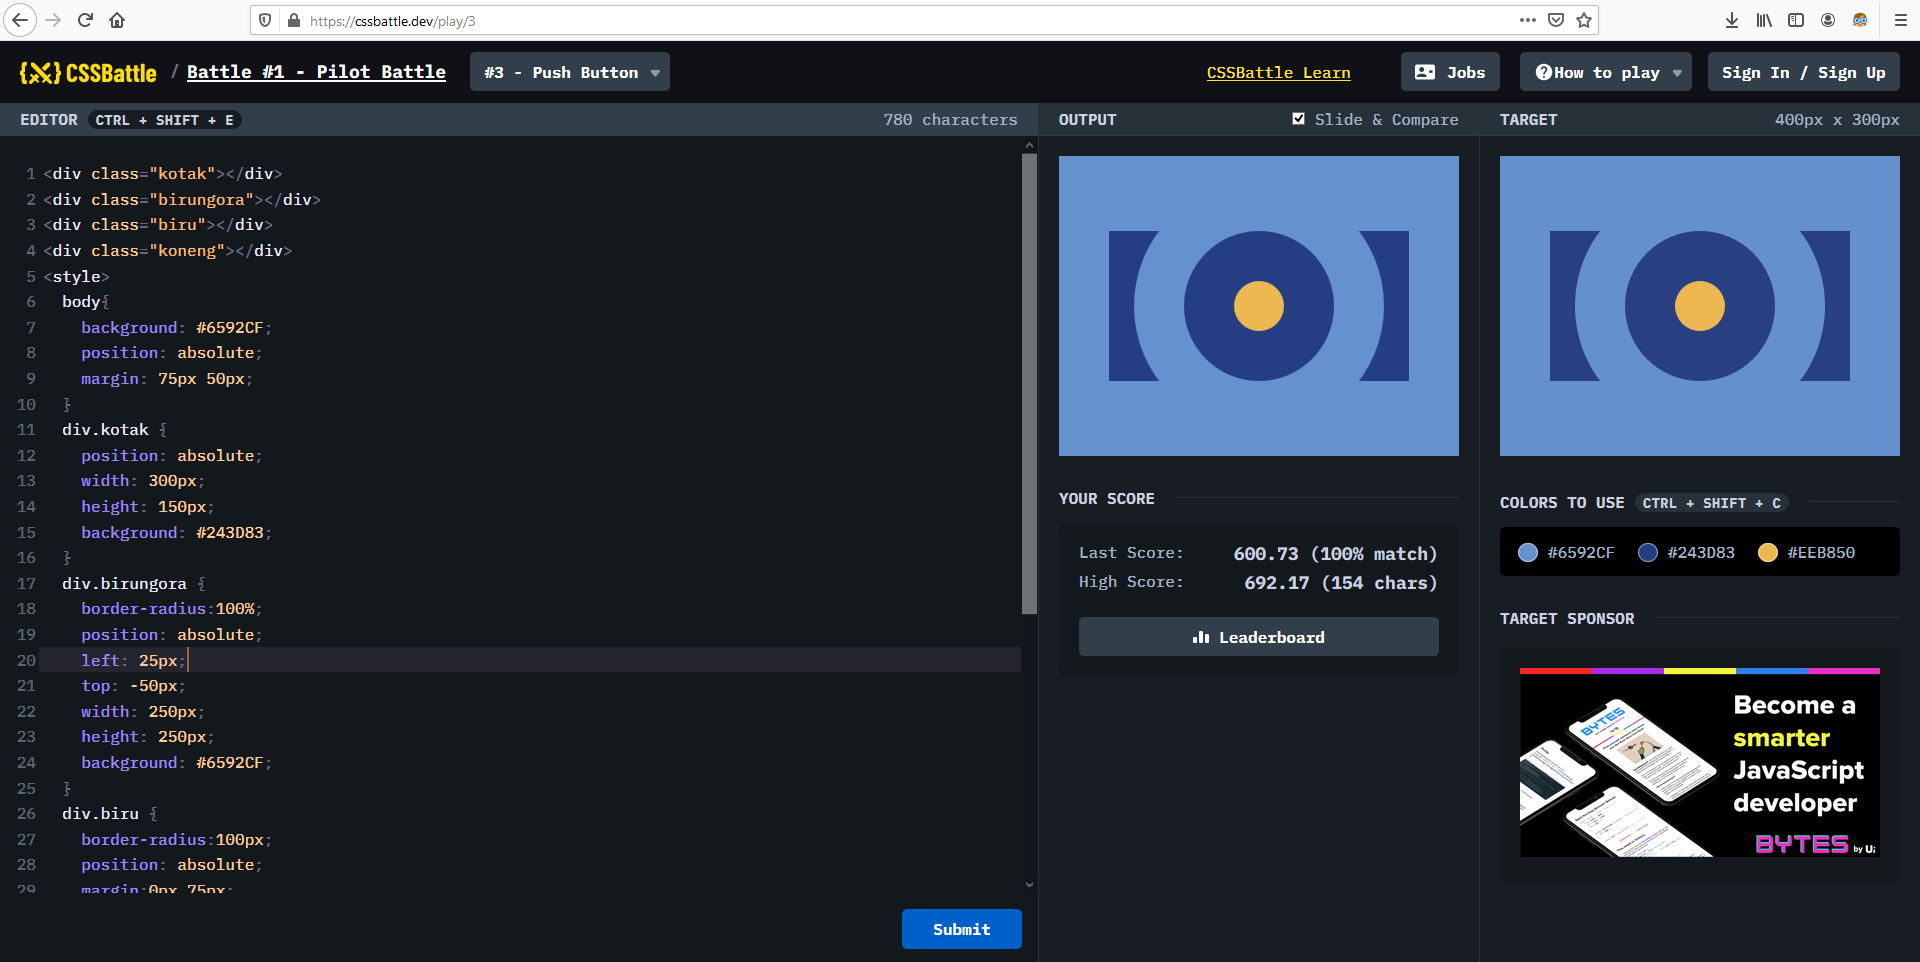 https://cssbattle.dev/play/3
{X} CSSBattle / Battle #1 - Pilot Battle
#3 - Push Button
CSSBattle Learn
Jobs
How to play
Sign In / Sign Up
EDITOR CTRL + SHIFT + E 780 characters
1 <div class="kotak"></div>
2 <div class="birungora"></div>
3 <div class="biru"></div>
4 <div class="koneng"></div>
5 <style>
6 body{
7 background: #6592CF;
8 position: absolute;
9 margin: 75px 50px;
10 }
11 div.kotak {
12 position: absolute;
13 width: 300px;
14 height: 150px;
15 background: #243D83;
16 }
17 div.birungora {
18 border-radius:100%;
19 position: absolute;
20 left: 25px;
21 top: -50px;
22 width: 250px;
23 height: 250px;
24 background: #6592CF;
25 }
26 div.biru {
27 border-radius:100px;
28 position: absolute;
29 margin:0px 75px;
Submit
OUTPUT Slide & Compare
YOUR SCORE
Last Score: 600.73 (100% match)
High Score: 692.17 (154 chars)
Leaderboard
TARGET 400px x 300px
COLORS TO USE CTRL + SHIFT + C
#6592CF #243D83 #EEB850
TARGET SPONSOR
BYTES
Become a
smarter
JavaScript
developer
BYTES by U;